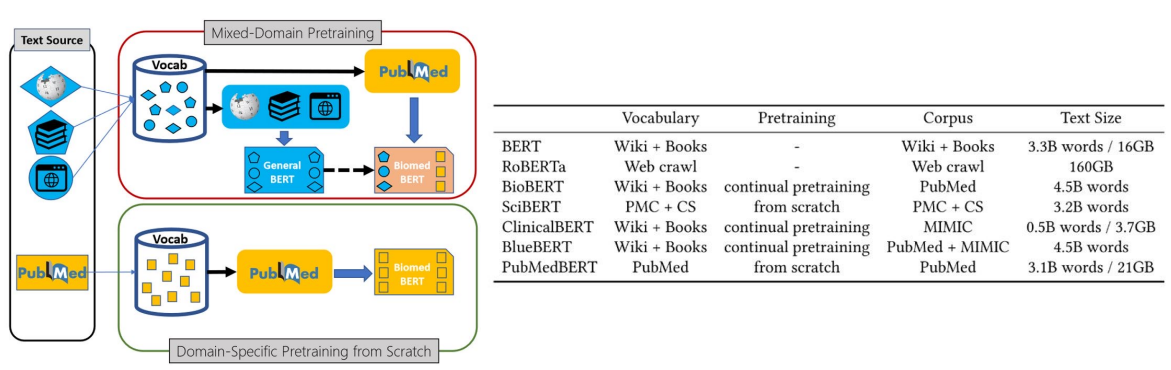 Text Source
PubMed
Mixed-Domain Pretraining
Vocab
PubMed
General
BERT
Biomed
BERT
Vocab
PubMed
Biomed
BERT
Domain-Specific Pretraining from Scratch
Vocabulary Pretraining Corpus Text Size
BERT Wiki + Books - Wiki + Books 3.3B words / 16GB
RoBERTa Web crawl - Web crawl 160GB
BioBERT Wiki + Books continual pretraining PubMed 4.5B words
SciBERT PMC + CS from scratch PMC + CS 3.2B words
ClinicalBERT Wiki + Books continual pretraining MIMIC 0.5B words / 3.7GB
BlueBERT Wiki + Books continual pretraining PubMed + MIMIC 4.5B words
PubMedBERT PubMed from scratch PubMed 3.1B words / 21GB